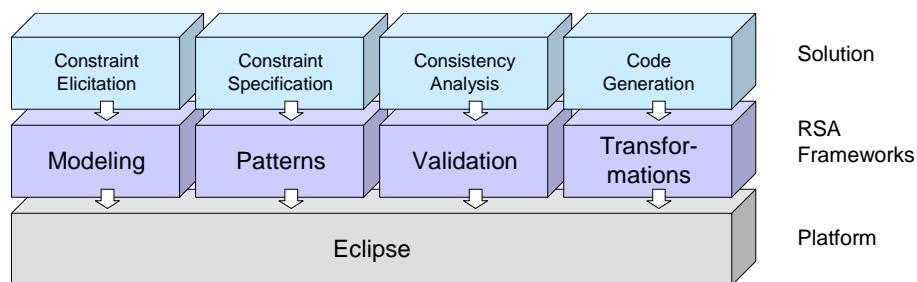 Constraint
Elicitation
Constraint
Specification
Consistency
Analysis
Code
Generation
Solution
Modeling
Patterns
Validation
Transfor-
mations
RSA
Frameworks
Eclipse
Platform